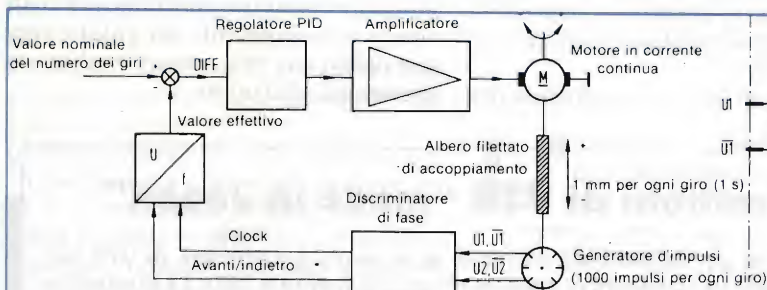 Regolatore PID
Amplificatore
Valore nominale
del numero dei giri
+
-
DIFF
M
Motore in corrente
continua
U1
U1̅
Valore effettivo
U
f
Albero filettato
di accoppiamento
+
1 mm per ogni giro (1 s)
-
Discriminatore
di fase
Clock
Avanti/indietro
U1, U1̅
U2, U2̅
Generatore d'impulsi
(1000 impulsi per ogni giro)